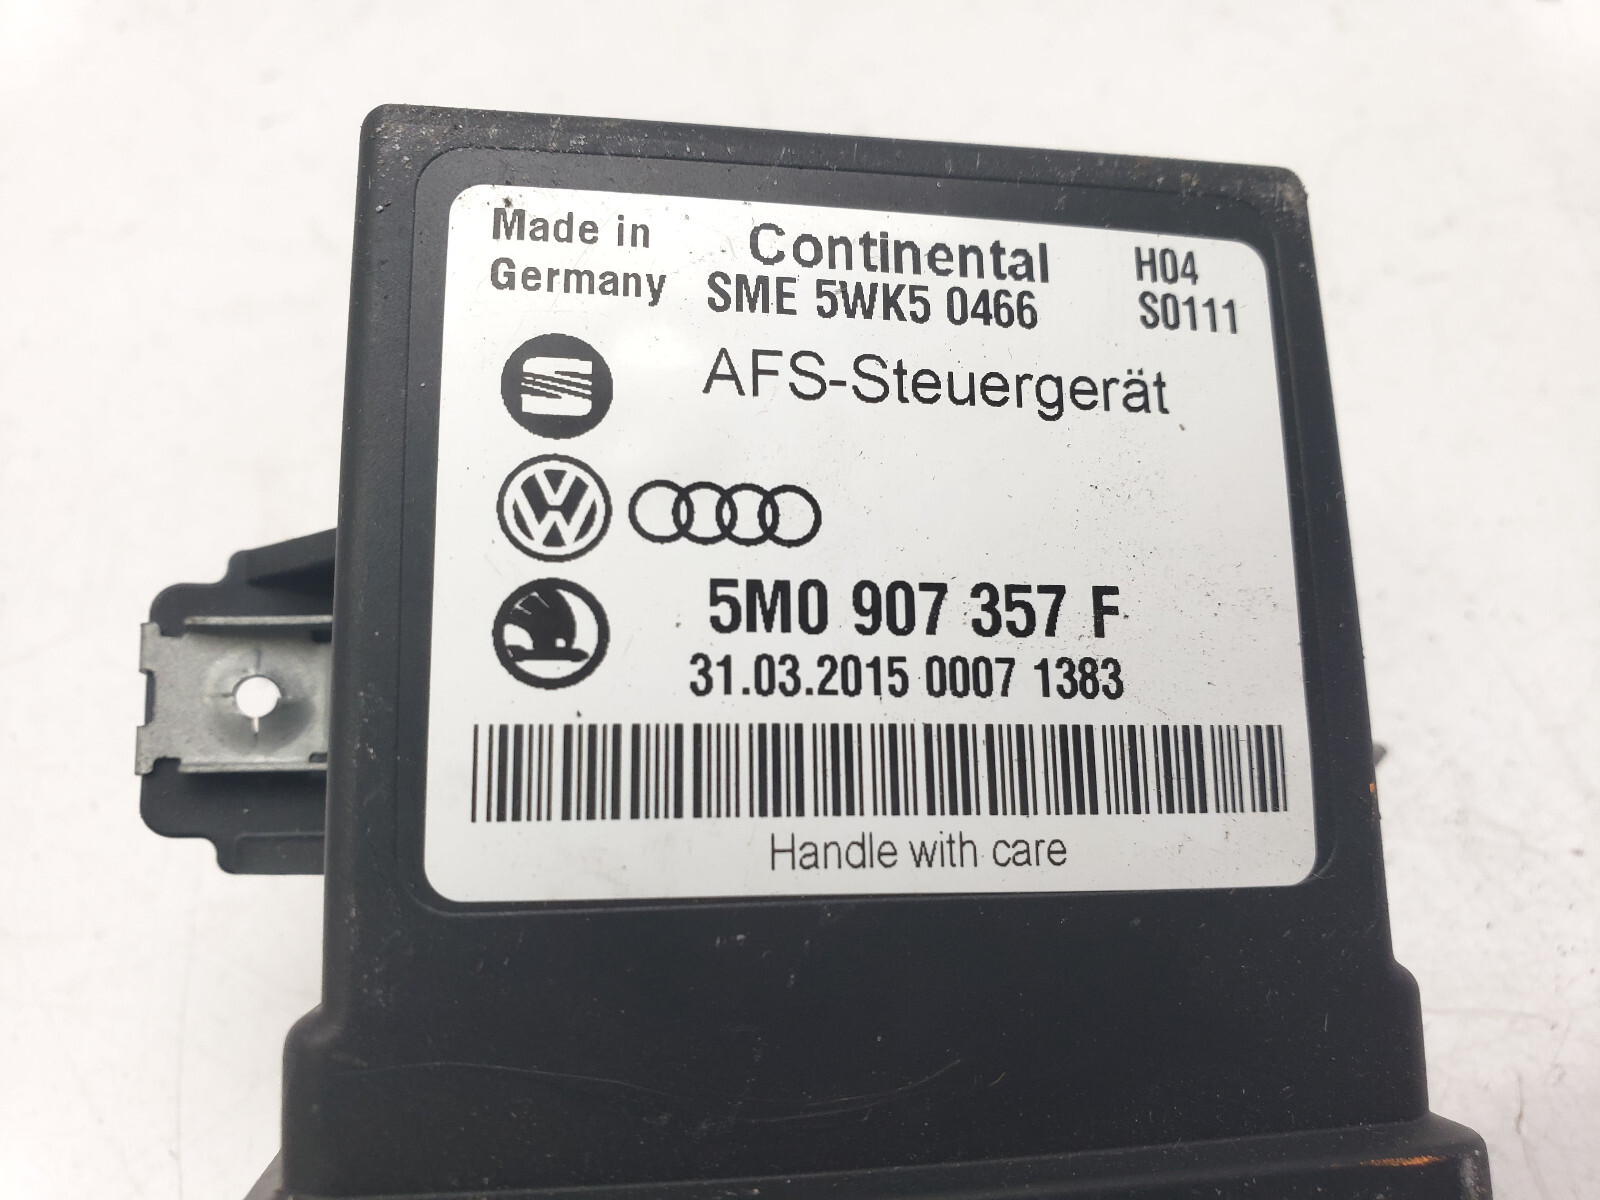 Made in
Germany
Continental
SME 5WK5 0466
H04
S0111
AFS-Steuergerät
5M0 907 357 F
31.03.2015 0007 1383
Handle with care